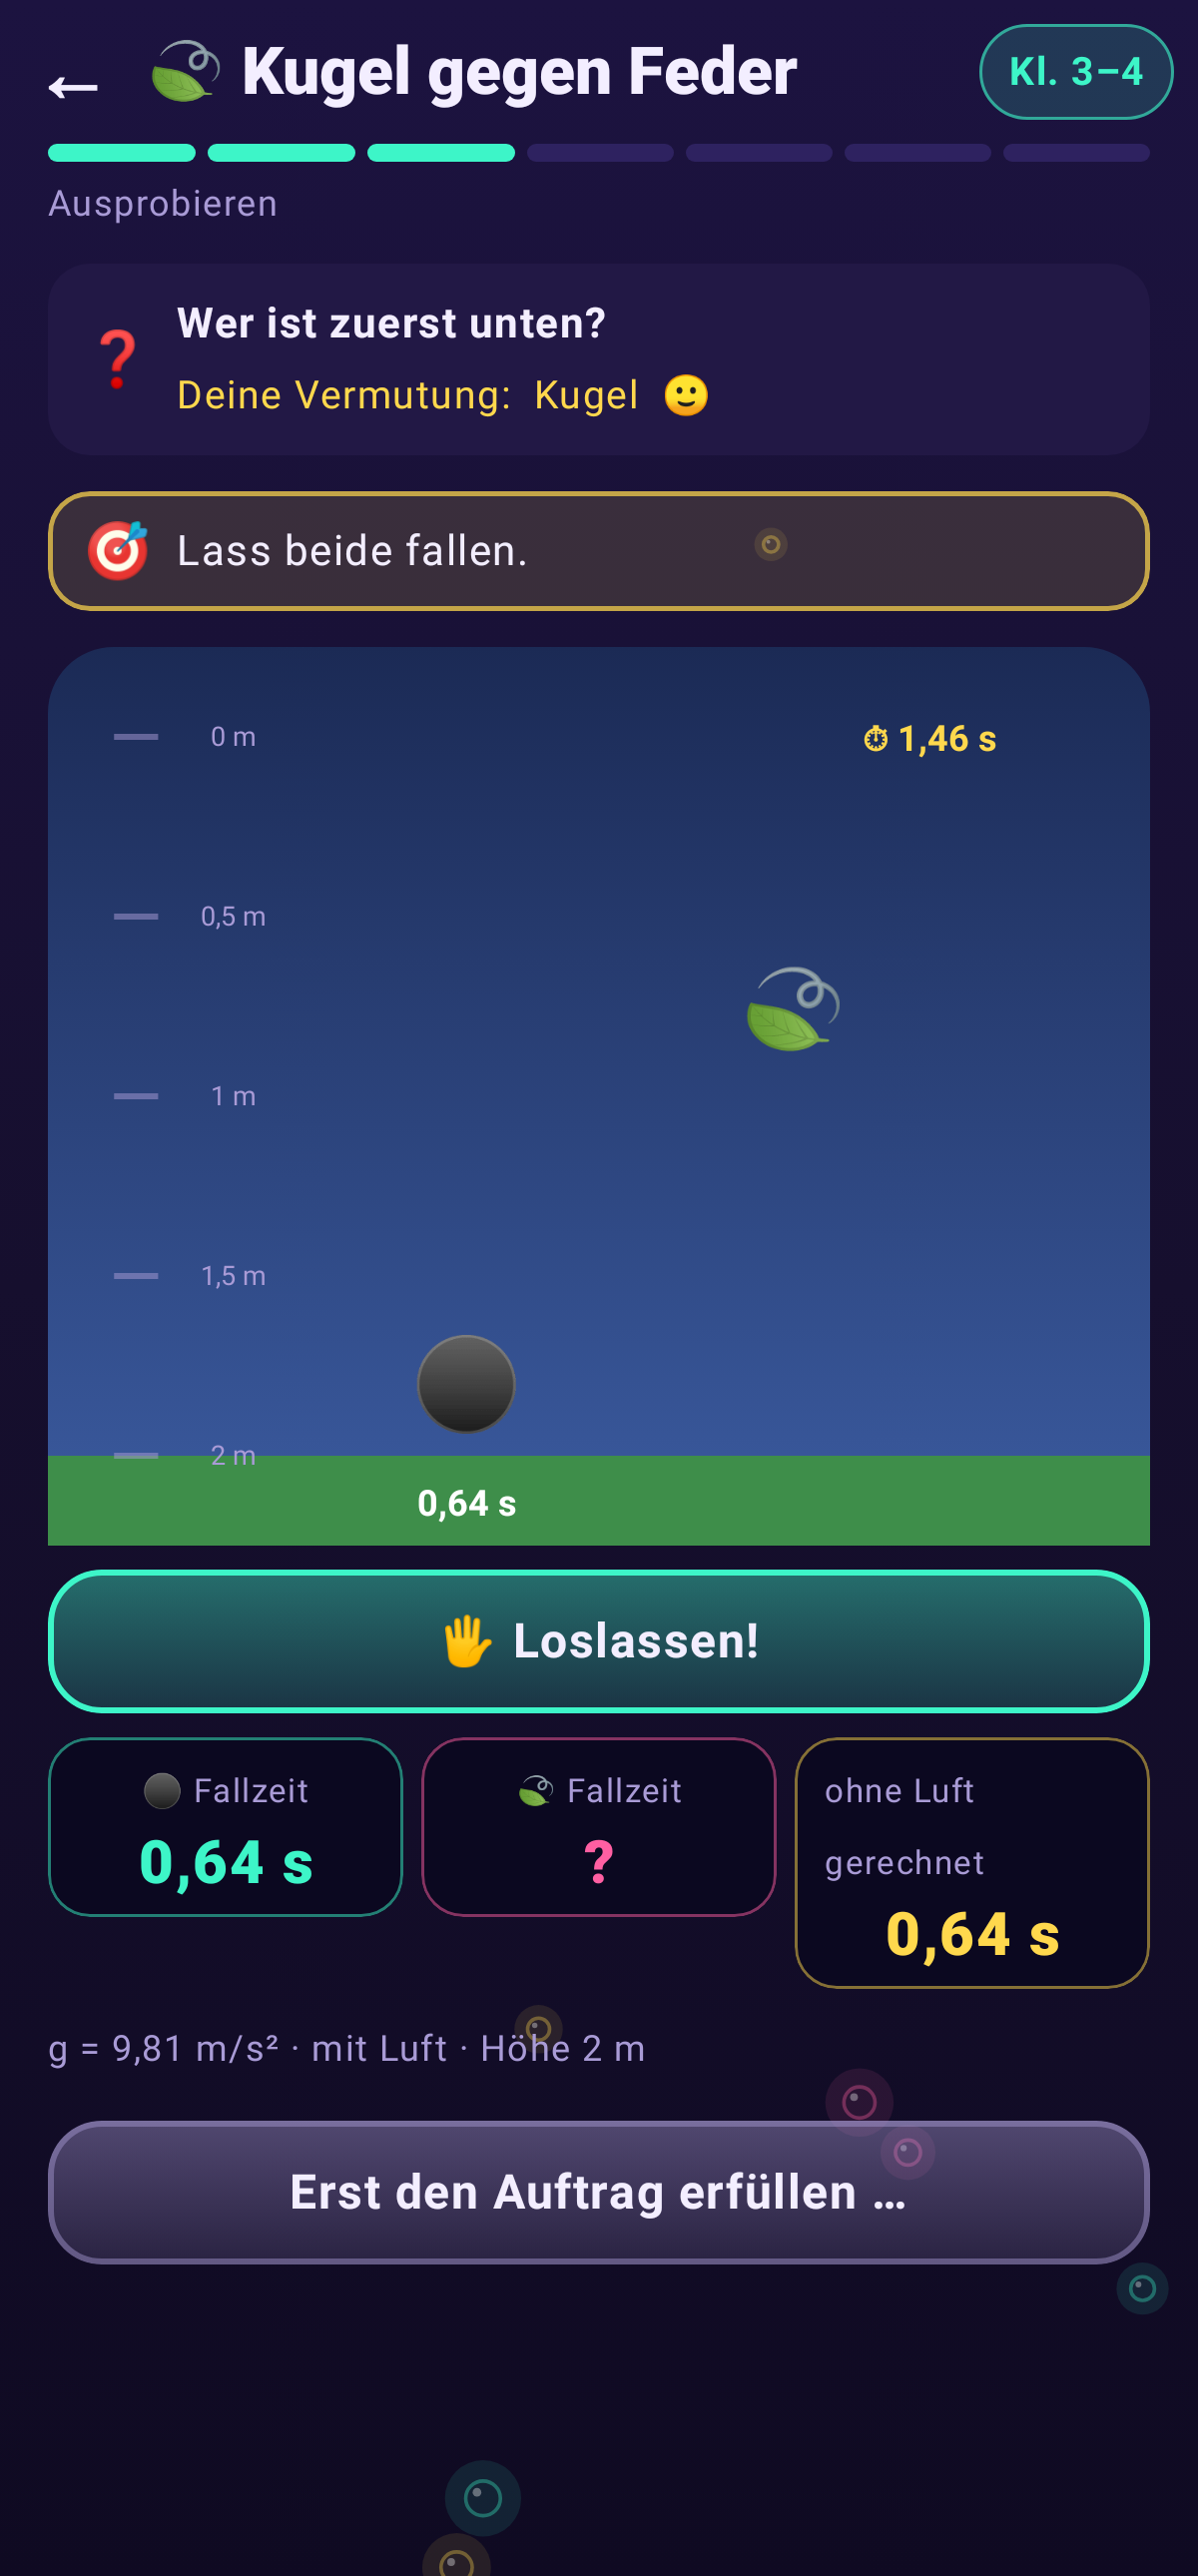 ← Kugel gegen Feder
Kl. 3–4
Ausprobieren
❓ Wer ist zuerst unten?
Deine Vermutung: Kugel 🙂
🎯 Lass beide fallen.
0 m
⏱ 1,46 s
0,5 m
1 m
1,5 m
2 m
0,64 s
🖐 Loslassen!
Fallzeit
0,64 s
Fallzeit
?
ohne Luft
gerechnet
0,64 s
g = 9,81 m/s² · mit Luft · Höhe 2 m
Erst den Auftrag erfüllen …